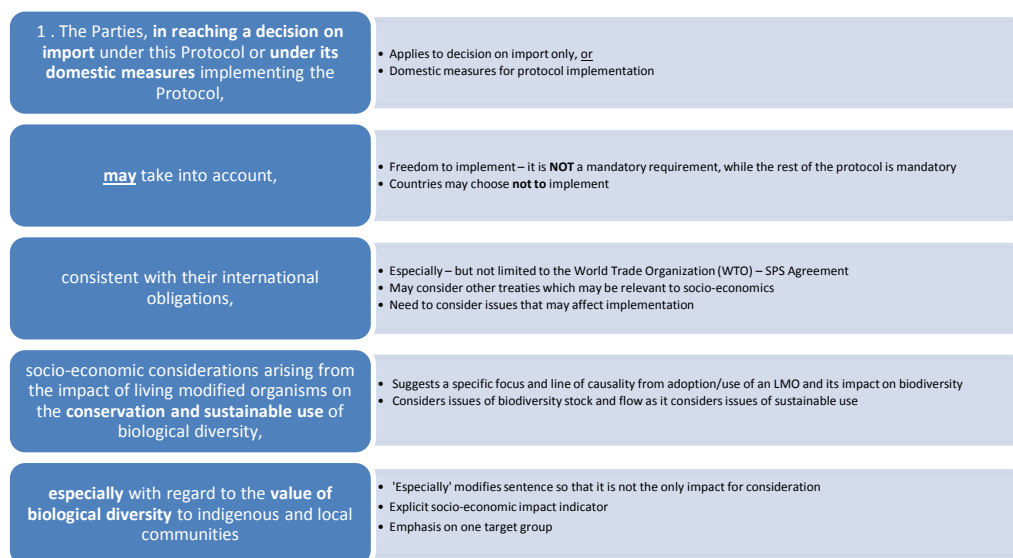 1 . The Parties, in reaching a decision on
import under this Protocol or under its
domestic measures implementing the
Protocol,
• Applies to decision on import only, or
• Domestic measures for protocol implementation
may take into account,
• Freedom to implement – it is NOT a mandatory requirement, while the rest of the protocol is mandatory
• Countries may choose not to implement
consistent with their international
obligations,
• Especially – but not limited to the World Trade Organization (WTO) – SPS Agreement
• May consider other treaties which may be relevant to socio-economics
• Need to consider issues that may affect implementation
socio-economic considerations arising from
the impact of living modified organisms on
the conservation and sustainable use of
biological diversity,
• Suggests a specific focus and line of causality from adoption/use of an LMO and its impact on biodiversity
• Considers issues of biodiversity stock and flow as it considers issues of sustainable use
especially with regard to the value of
biological diversity to indigenous and local
communities
• 'Especially' modifies sentence so that it is not the only impact for consideration
• Explicit socio-economic impact indicator
• Emphasis on one target group